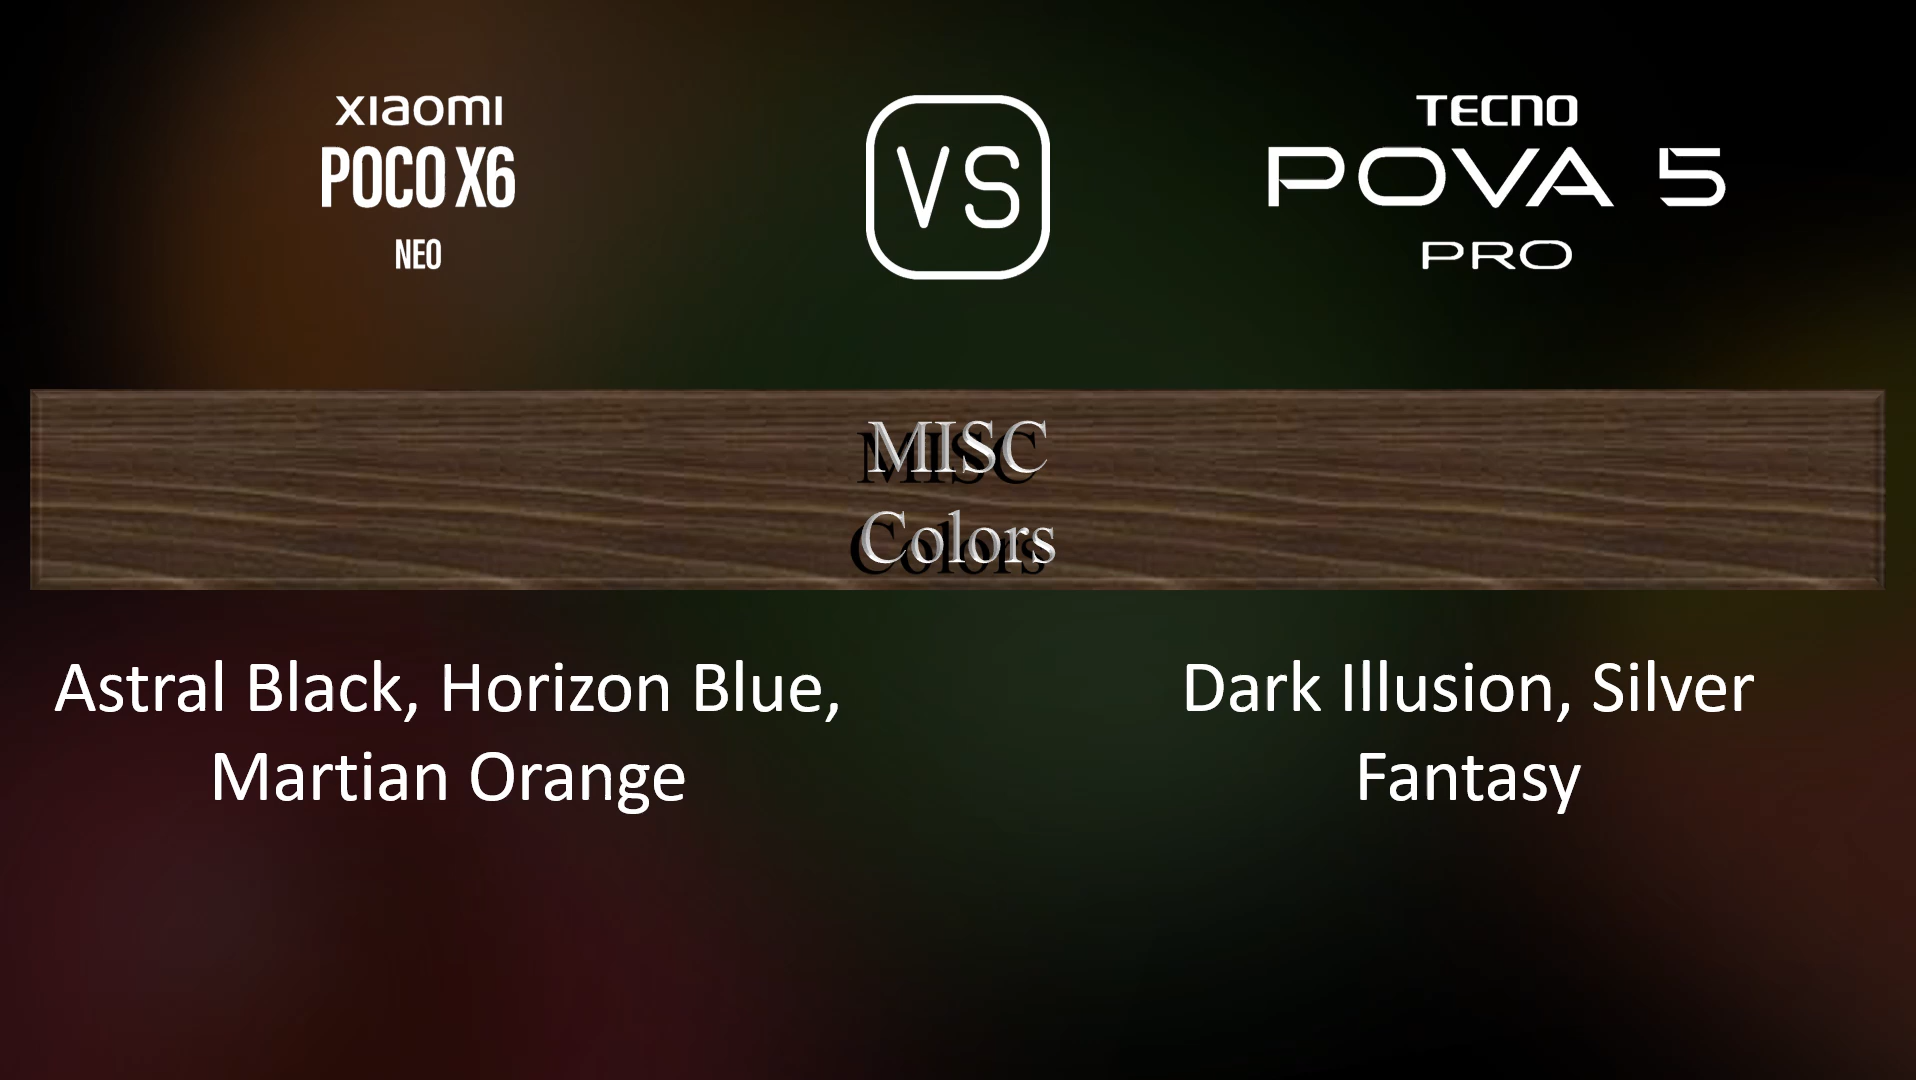 xıaomı
POCO X6
NEO
VS
TECNO
POVA 5
PRO
MISC
Colors
Astral Black, Horizon Blue,
Martian Orange
Dark Illusion, Silver
Fantasy